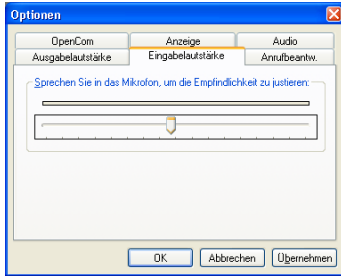 Optionen
OpenCom Anzeige Audio
Ausgabelautstärke Eingabelautstärke Anrufbeantw.
Sprechen Sie in das Mikrofon, um die Empfindlichkeit zu justieren:
OK Abbrechen Übernehmen